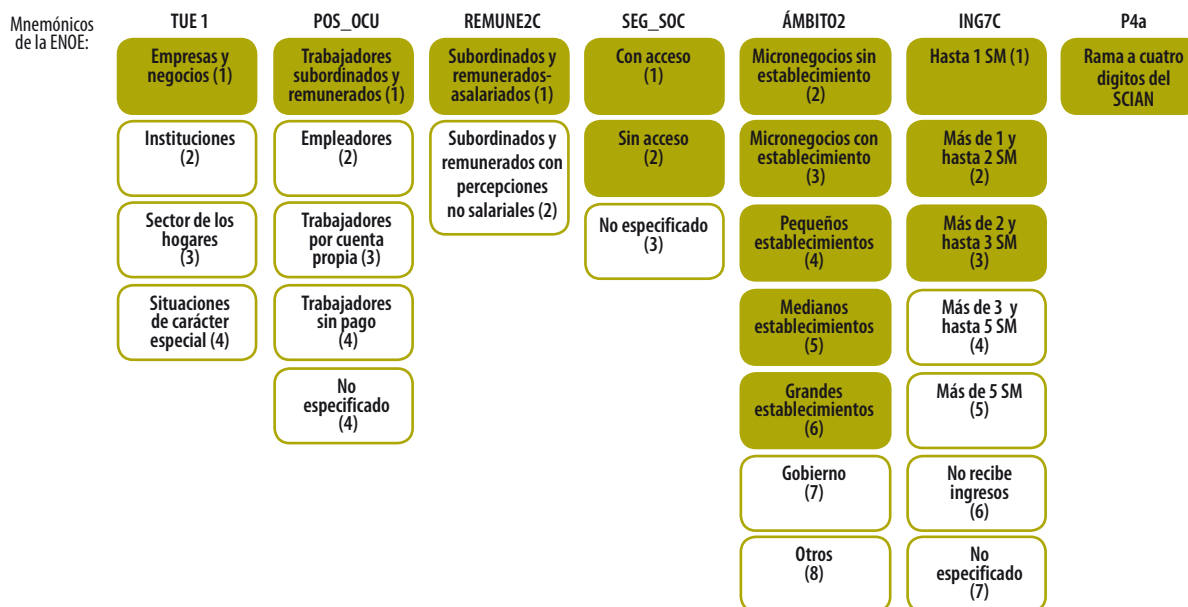 Mnemónicos
de la ENOE:
TUE 1
Empresas y
negocios (1)
Instituciones
(2)
Sector de los
hogares
(3)
Situaciones
de carácter
especial (4)
POS_OCU
Trabajadores
subordinados y
remunerados (1)
Empleadores
(2)
Trabajadores
por cuenta
propia (3)
Trabajadores
sin pago
(4)
No
especificado
(4)
REMUNE2C
Subordinados y
remunerados-
asalariados (1)
Subordinados y
remunerados con
percepciones
no salariales (2)
SEG_SOC
Con acceso
(1)
Sin acceso
(2)
No especificado
(3)
ÁMBITO2
Micronegocios sin
establecimiento
(2)
Micronegocios con
establecimiento
(3)
Pequeños
establecimientos
(4)
Medianos
establecimientos
(5)
Grandes
establecimientos
(6)
Gobierno
(7)
Otros
(8)
ING7C
Hasta 1 SM (1)
Más de 1 y
hasta 2 SM
(2)
Más de 2 y
hasta 3 SM
(3)
Más de 3 y
hasta 5 SM
(4)
Más de 5 SM
(5)
No recibe
ingresos
(6)
No
especificado
(7)
P4a
Rama a cuatro
digitos del
SCIAN